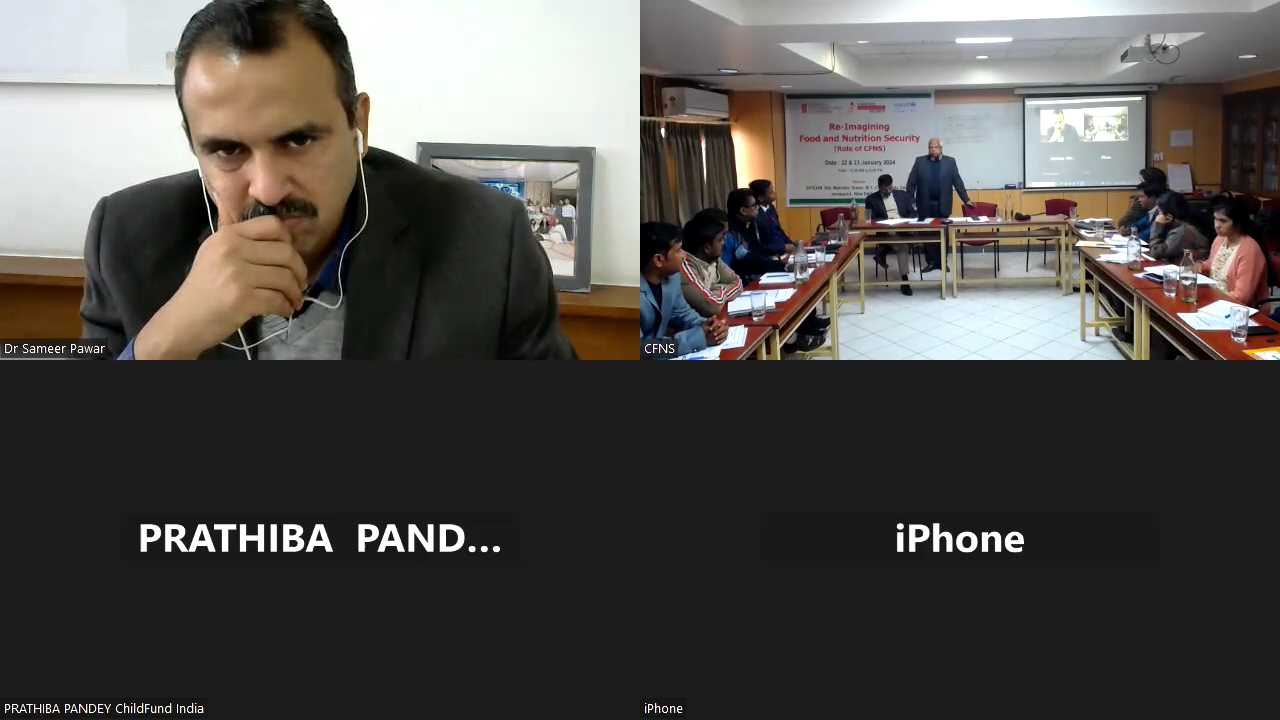 Dr Sameer Pawar
unicef
Re-Imagining
Food and Nutrition Security
(Role of CFNS)
22 & 23 January 2024
CFNS
PRATHIBA PAND...
iPhone
PRATHIBA PANDEY ChildFund India
iPhone